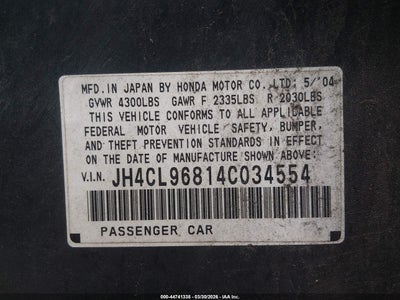 MFD. IN JAPAN BY HONDA MOTOR CO., LTD; 5/'04
GVWR 4300LBS GAWR F 2335LBS R 2030LBS
THIS VEHICLE CONFORMS TO ALL APPLICABLE
FEDERAL MOTOR VEHICLE SAFETY, BUMPER,
AND THEFT PREVENTION STANDARDS IN EFFECT
ON THE DATE OF MANUFACTURE SHOWN ABOVE:
V.I.N. JH4CL96814C034554
PASSENGER CAR
000-44741338 - 03/30/2026 - IAA Inc.